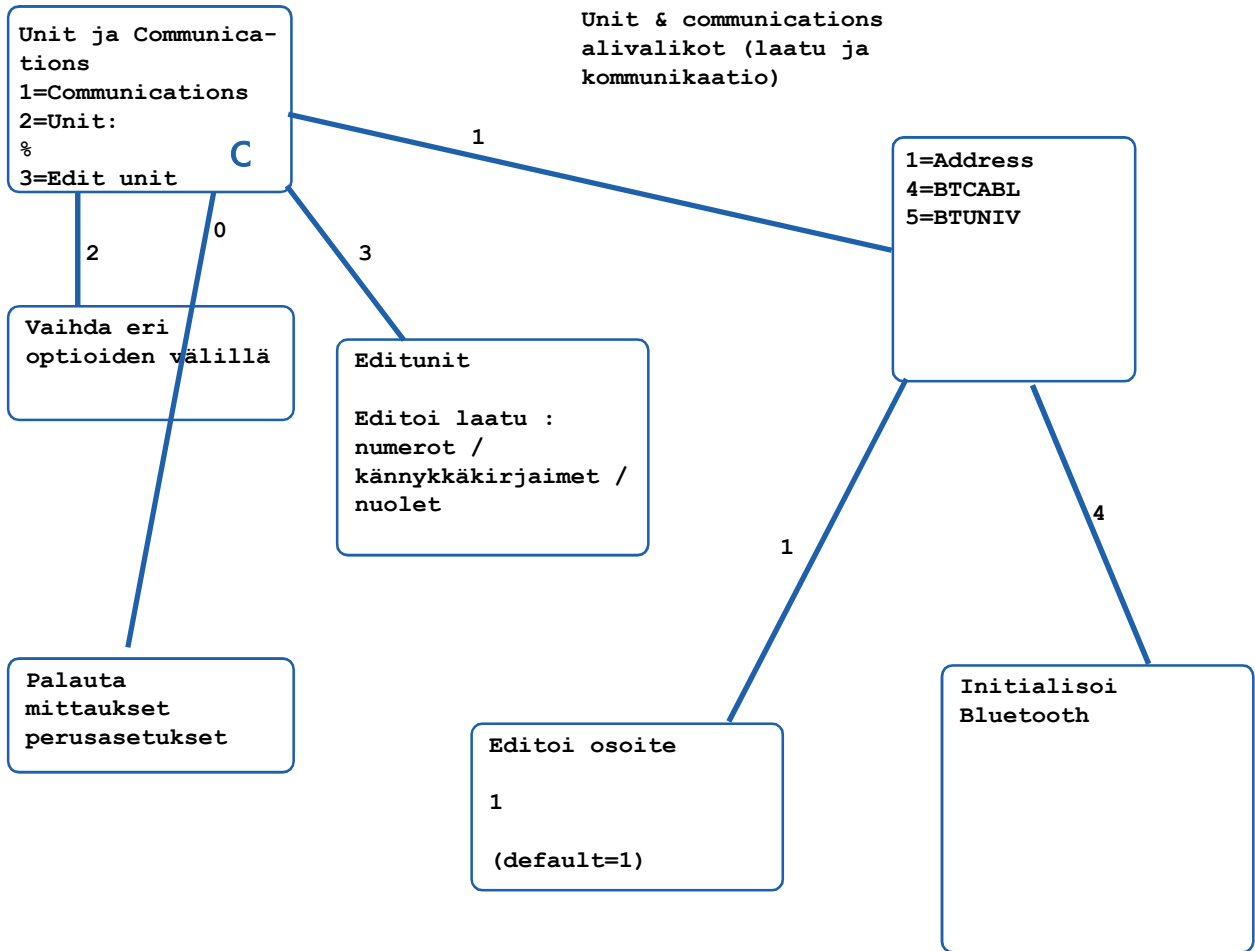 Unit ja Communica-
tions
1=Communications
2=Unit:
%
3=Edit unit
C
Unit & communications
alivalikot (laatu ja
kommunikaatio)
1
1=Address
4=BTCABL
5=BTUNIV
2
0
3
Vaihda eri
optioiden välillä
Editunit
Editoi laatu :
numerot /
kännykkäkirjaimet /
nuolet
1
4
Palauta
mittaukset
perusasetukset
Editoi osoite
1
(default=1)
Initialisoi
Bluetooth